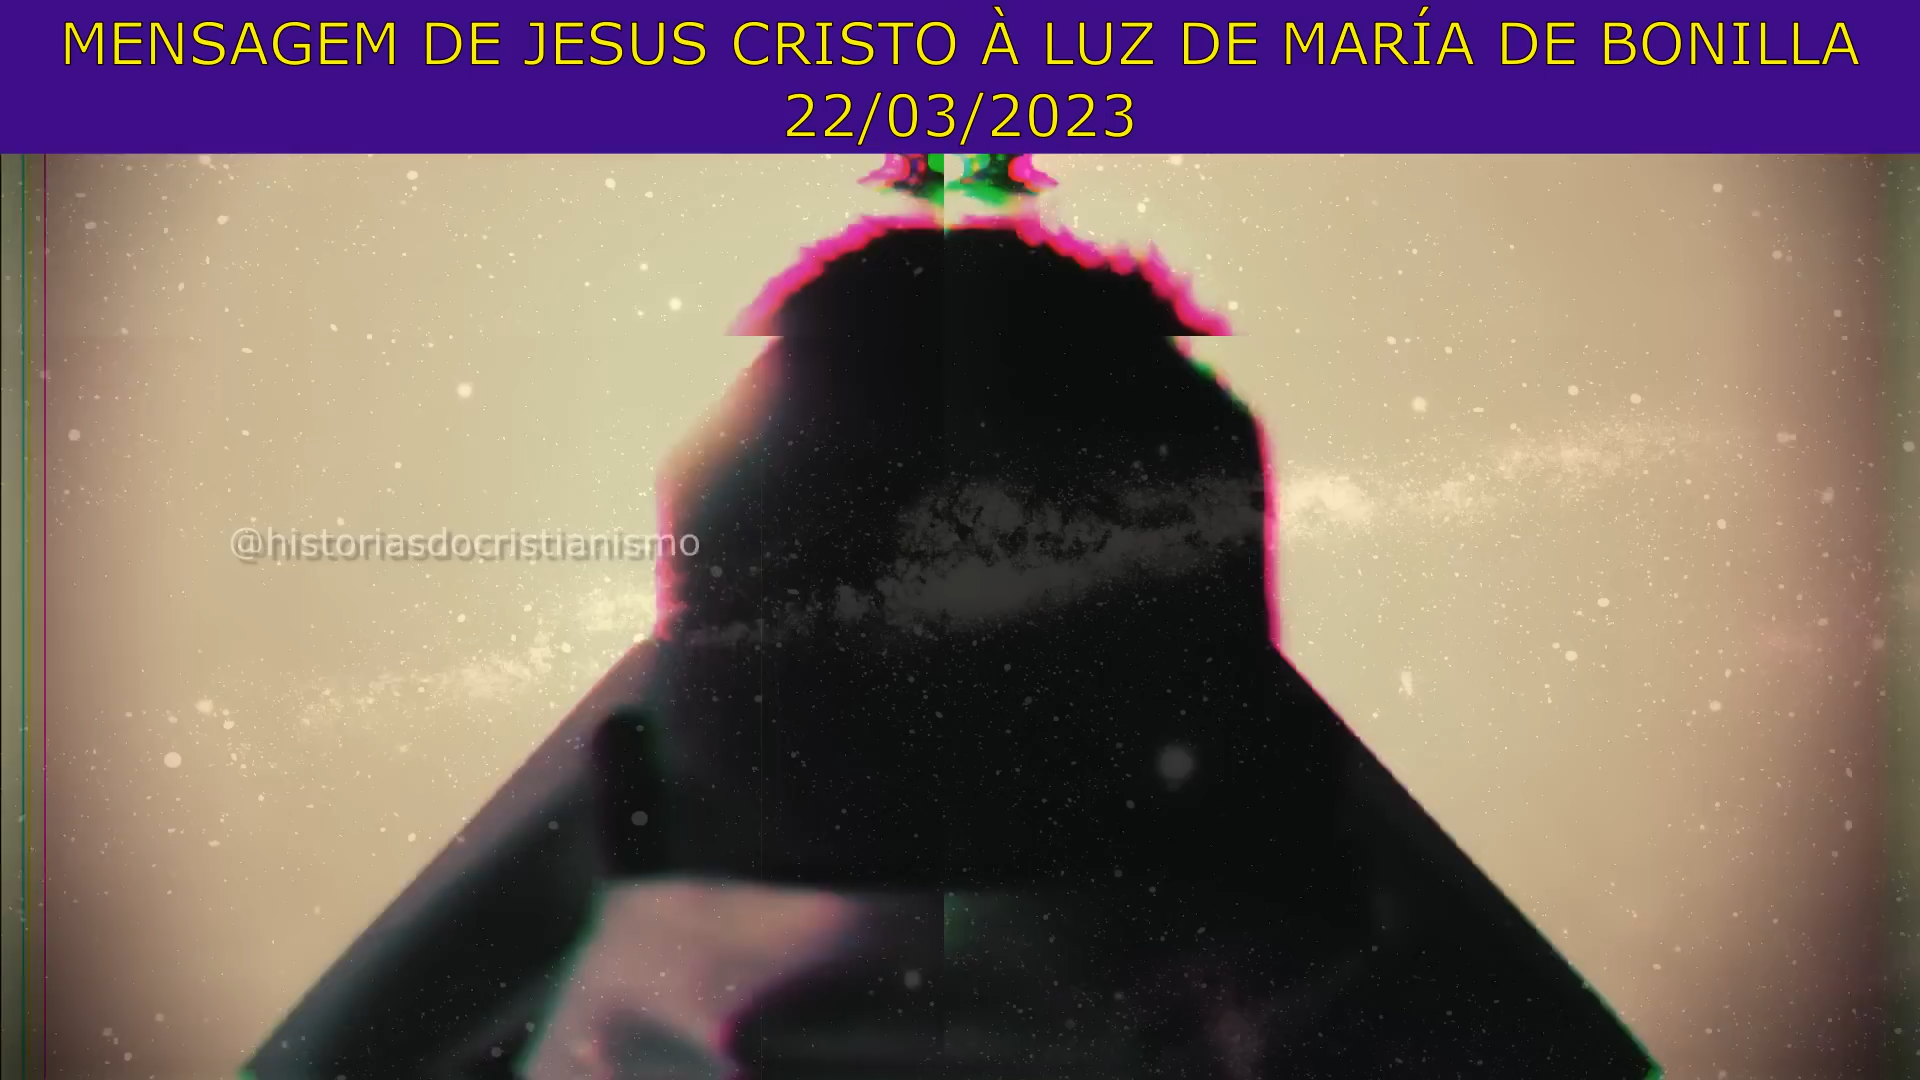 MENSAGEM DE JESUS CRISTO À LUZ DE MARÍA DE BONILLA
22/03/2023
@historiasdocristianismo